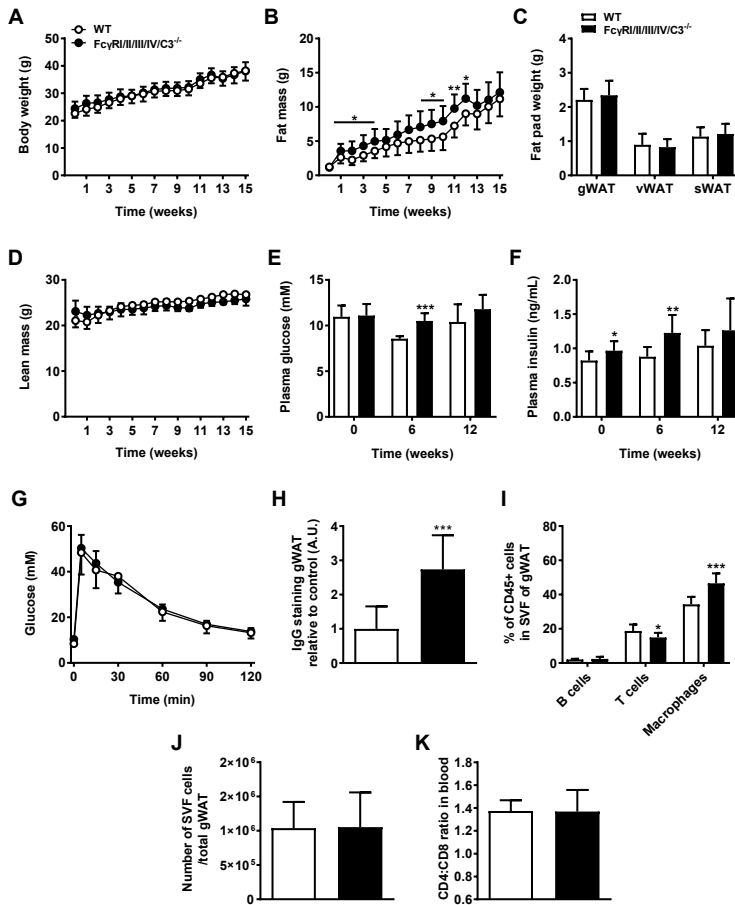 A
WT
FcγRI/II/III/IV/C3-/-
Body weight (g)
50
40
30
20
10
0
1 3 5 7 9 11 13 15
Time (weeks)
B
Fat mass (g)
20
15
10
5
0
*
*
**
*
1 3 5 7 9 11 13 15
Time (weeks)
C
WT
FcγRI/II/III/IV/C3-/-
Fat pad weight (g)
4
3
2
1
0
gWAT vWAT sWAT
D
Lean mass (g)
30
20
10
0
1 3 5 7 9 11 13 15
Time (weeks)
E
Plasma glucose (mM)
15
10
5
0
***
0 6 12
Time (weeks)
F
Plasma insulin (ng/mL)
2.0
1.5
1.0
0.5
0.0
*
**
0 6 12
Time (weeks)
G
Glucose (mM)
60
40
20
0
0 30 60 90 120
Time (min)
H
IgG staining gWAT
relative to control (A.U.)
4
3
2
1
0
***
I
% of CD45+ cells
in SVF of gWAT
80
60
40
20
0
*
***
B cells
T cells
Macrophages
J
Number of SVF cells
/total gWAT
2×10⁶
2×10⁶
1×10⁶
5×10⁵
0
K
CD4:CD8 ratio in blood
1.8
1.6
1.4
1.2
1.0
0.8
0.6